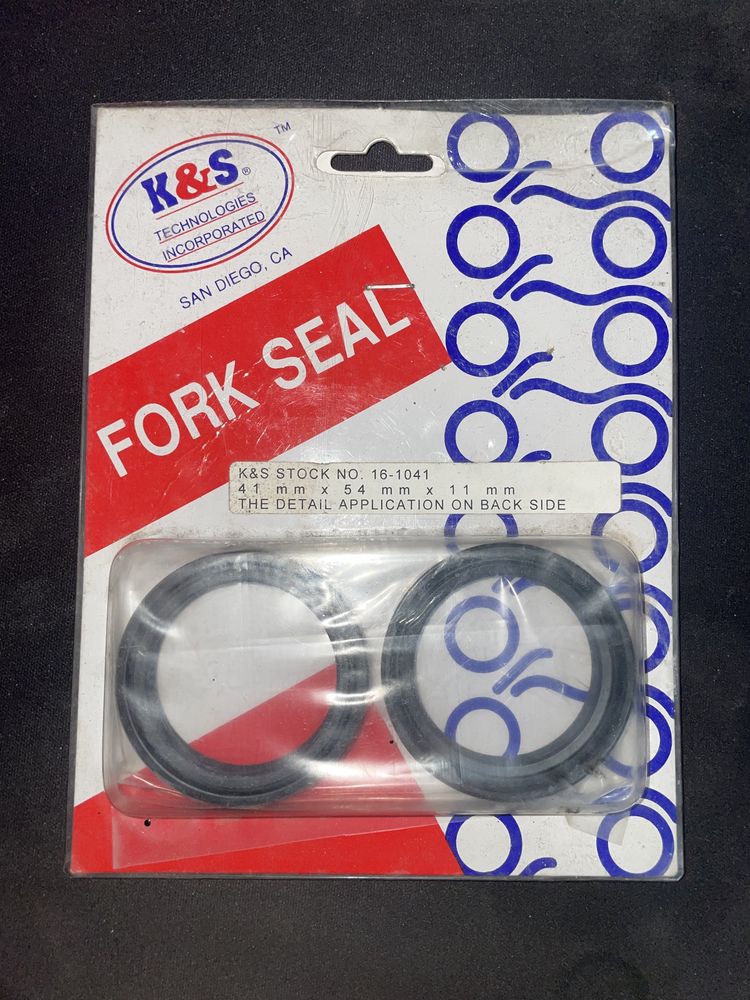 K&S®
TECHNOLOGIES
INCORPORATED
TM
SAN DIEGO, CA
FORK SEAL
K&S STOCK NO. 16-1041
41 mm x 54 mm x 11 mm
THE DETAIL APPLICATION ON BACK SIDE